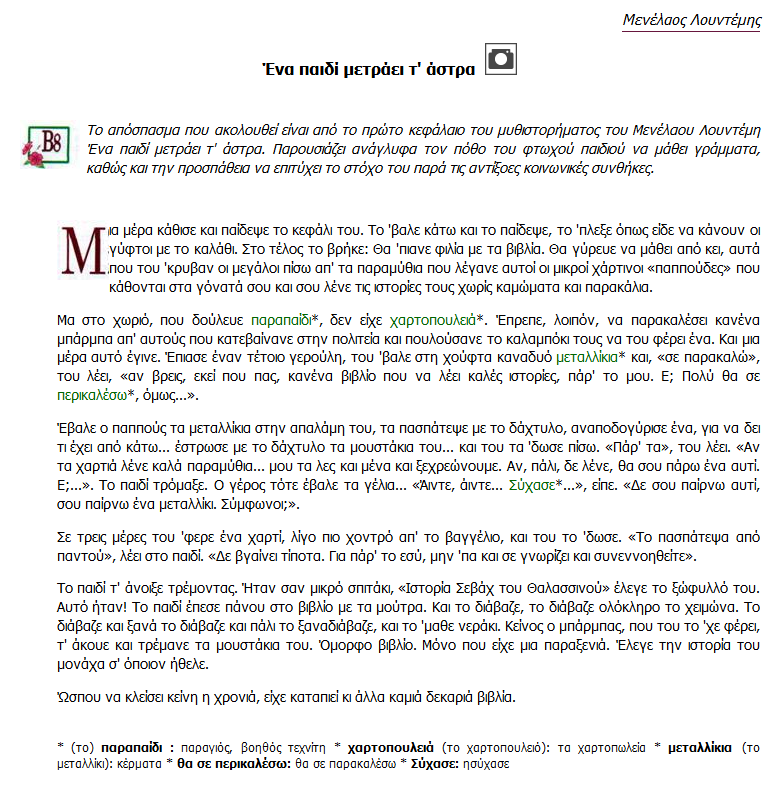 Μενέλαος Λουντέμης
Ένα παιδί μετράει τ' άστρα
B8
Το απόσπασμα που ακολουθεί είναι από το πρώτο κεφάλαιο του μυθιστορήματος του Μενέλαου Λουντέμη
Ένα παιδί μετράει τ' άστρα. Παρουσιάζει ανάγλυφα τον πόθο του φτωχού παιδιού να μάθει γράμματα,
καθώς και την προσπάθεια να επιτύχει το στόχο του παρά τις αντίξοες κοινωνικές συνθήκες.
Μια μέρα κάθισε και παίδεψε το κεφάλι του. Το 'βαλε κάτω και το παίδεψε, το 'πλεξε όπως είδε να κάνουν οι
γύφτοι με το καλάθι. Στο τέλος το βρήκε: Θα 'πιανε φιλία με τα βιβλία. Θα γύρευε να μάθει από κει, αυτά
που του 'κρυβαν οι μεγάλοι πίσω απ' τα παραμύθια που λέγανε αυτοί οι μικροί χάρτινοι «παππούδες» που
κάθονται στα γόνατά σου και σου λένε τις ιστορίες τους χωρίς καμώματα και παρακάλια.
Μα στο χωριό, που δούλευε παραπαίδι*, δεν είχε χαρτοπουλειά*. Έπρεπε, λοιπόν, να παρακαλέσει κανένα
μπάρμπα απ' αυτούς που κατεβαίνανε στην πολιτεία και πουλούσανε το καλαμπόκι τους να του φέρει ένα. Και μια
μέρα αυτό έγινε. Έπιασε έναν τέτοιο γερούλη, του 'βαλε στη χούφτα καναδυό μεταλλίκια* και, «σε παρακαλώ»,
του λέει, «αν βρεις, εκεί που πας, κανένα βιβλίο που να λέει καλές ιστορίες, πάρ' το μου. Ε; Πολύ θα σε
περικαλέσω*, όμως...».
Έβαλε ο παππούς τα μεταλλίκια στην απαλάμη του, τα πασπάτεψε με το δάχτυλο, αναποδογύρισε ένα, για να δει
τι έχει από κάτω... έστρωσε με το δάχτυλο τα μουστάκια του... και του τα 'δωσε πίσω. «Πάρ' τα», του λέει. «Αν
τα χαρτιά λένε καλά παραμύθια... μου τα λες και μένα και ξεχρεώνουμε. Αν, πάλι, δε λένε, θα σου πάρω ένα αυτί.
Ε;...». Το παιδί τρόμαξε. Ο γέρος τότε έβαλε τα γέλια... «Άιντε, άιντε... Σύχασε*...», είπε. «Δε σου παίρνω αυτί,
σου παίρνω ένα μεταλλίκι. Σύμφωνοι;».
Σε τρεις μέρες του 'φερε ένα χαρτί, λίγο πιο χοντρό απ' το βαγγέλιο, και του το 'δωσε. «Το πασπάτεψα από
παντού», λέει στο παιδί. «Δε βγαίνει τίποτα. Για πάρ' το εσύ, μην 'πα και σε γνωρίζει και συνεννοηθείτε».
Το παιδί τ' άνοιξε τρέμοντας. Ήταν σαν μικρό σπιτάκι, «Ιστορία Σεβάχ του Θαλασσινού» έλεγε το ξώφυλλό του.
Αυτό ήταν! Το παιδί έπεσε πάνου στο βιβλίο με τα μούτρα. Και το διάβαζε, το διάβαζε ολόκληρο το χειμώνα. Το
διάβαζε και ξανά το διάβαζε και πάλι το ξαναδιάβαζε, και το 'μαθε νεράκι. Κείνος ο μπάρμπας, που του το 'χε φέρει,
τ' άκουε και τρέμανε τα μουστάκια του. Όμορφο βιβλίο. Μόνο που είχε μια παραξενιά. Έλεγε την ιστορία του
μονάχα σ' όποιον ήθελε.
Ώσπου να κλείσει κείνη η χρονιά, είχε καταπιεί κι άλλα καμιά δεκαριά βιβλία.
* (το) παραπαίδι : παραγιός, βοηθός τεχνίτη * χαρτοπουλειά (το χαρτοπουλειό): τα χαρτοπωλεία * μεταλλίκια (το
μεταλλίκι): κέρματα * θα σε περικαλέσω: θα σε παρακαλέσω * Σύχασε: ησύχασε